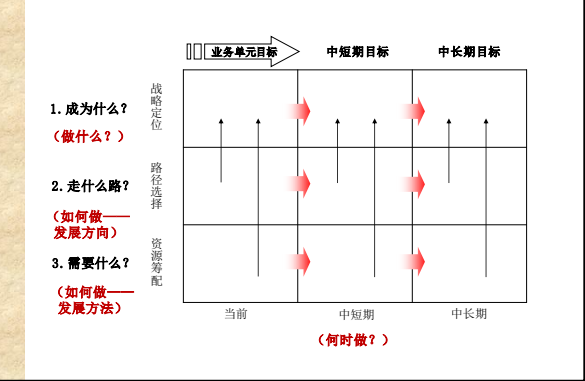 业务单元目标
中短期目标
中长期目标
1.成为什么？
（做什么？）
战略定位
2.走什么路？
（如何做——
发展方向）
路径选择
3.需要什么？
（如何做——
发展方法）
资源筹配
当前
中短期
中长期
（何时做？）